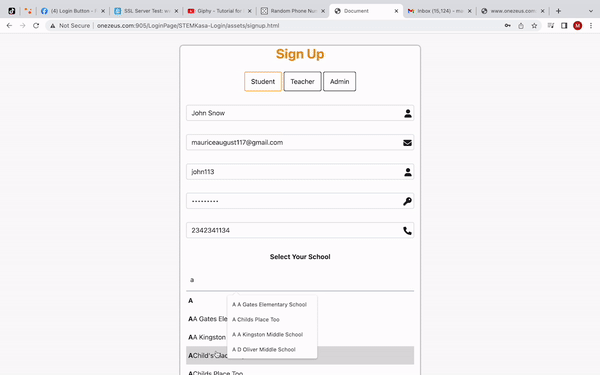 (4) Login Button -
SSL Server Test: w
Giphy - Tutorial for
Random Phone Num
Document
Inbox (15,124) - m
www.onezeus.com:
Not Secure | onezeus.com:905/LoginPage/STEMKasa-Login/assets/signup.html
M
Sign Up
Student
Teacher
Admin
John Snow
mauriceaugust117@gmail.com
john113
2342341134
Select Your School
a
A
AA Gates Ele
AA Kingston
AChild's
AChilds Place Too
A A Gates Elementary School
A Childs Place Too
A A Kingston Middle School
A D Oliver Middle School